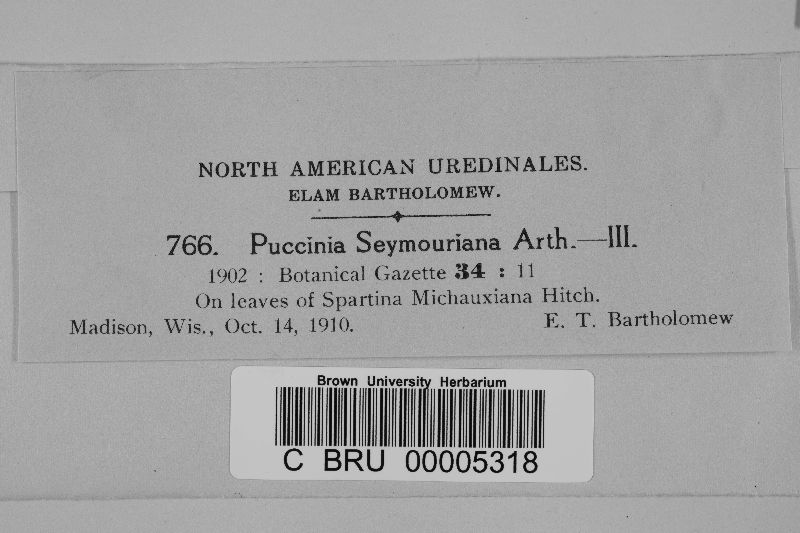 NORTH AMERICAN UREDINALES.
ELAM BARTHOLOMEW.
766. Puccinia Seymouriana Arth.—III.
1902 : Botanical Gazette 34 : 11
On leaves of Spartina Michauxiana Hitch.
Madison, Wis., Oct. 14, 1910. E. T. Bartholomew
Brown University Herbarium
C BRU 00005318